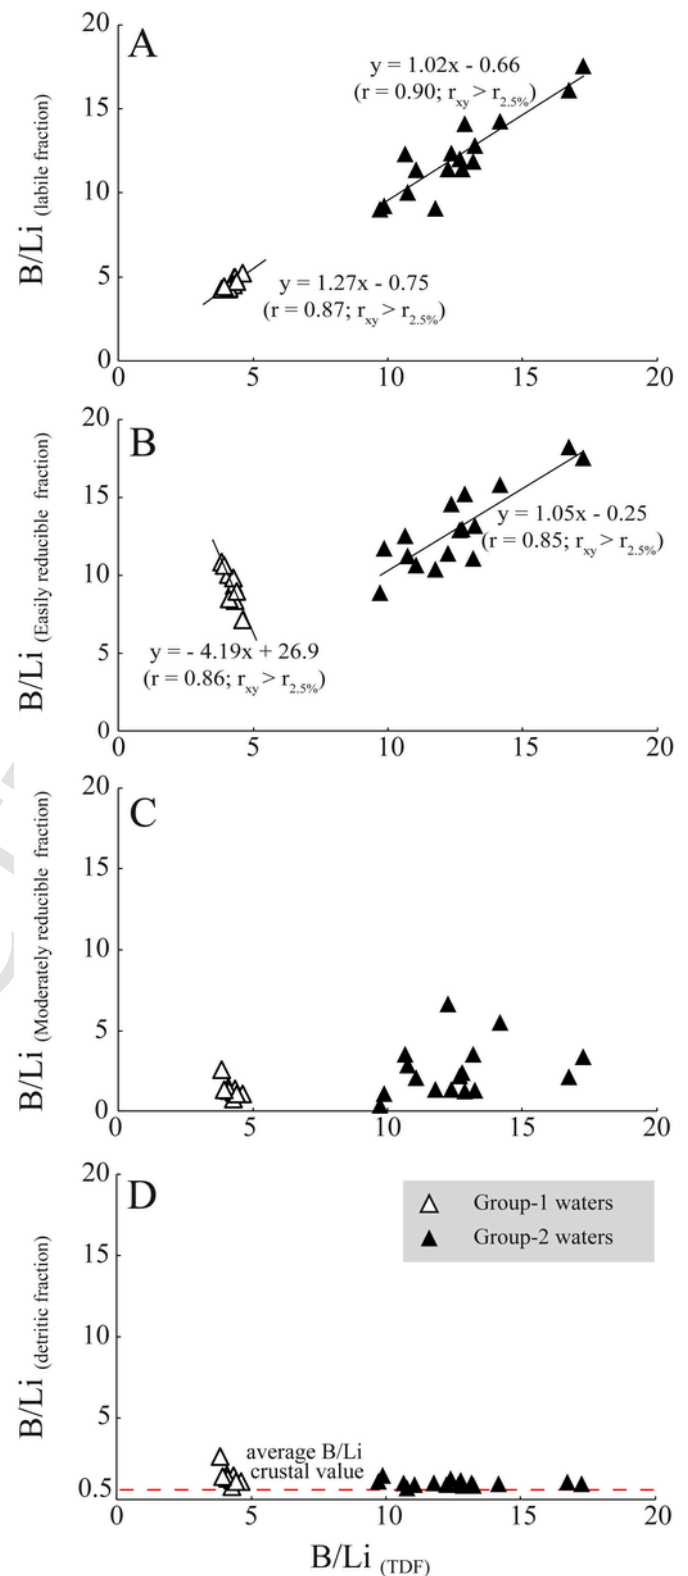 A
20
15
10
5
0
B/Li (labile fraction)
y = 1.02x - 0.66
(r = 0.90; rxy > r2.5%)
y = 1.27x - 0.75
(r = 0.87; rxy > r2.5%)
0 5 10 15 20
B
20
15
10
5
0
B/Li (Easily reducible fraction)
y = 1.05x - 0.25
(r = 0.85; rxy > r2.5%)
y = - 4.19x + 26.9
(r = 0.86; rxy > r2.5%)
0 5 10 15 20
C
20
15
10
5
0
B/Li (Moderately reducible fraction)
0 5 10 15 20
D
20
15
10
5
0.5
B/Li (detritic fraction)
Group-1 waters
Group-2 waters
average B/Li
crustal value
0 5 10 15 20
B/Li (TDF)